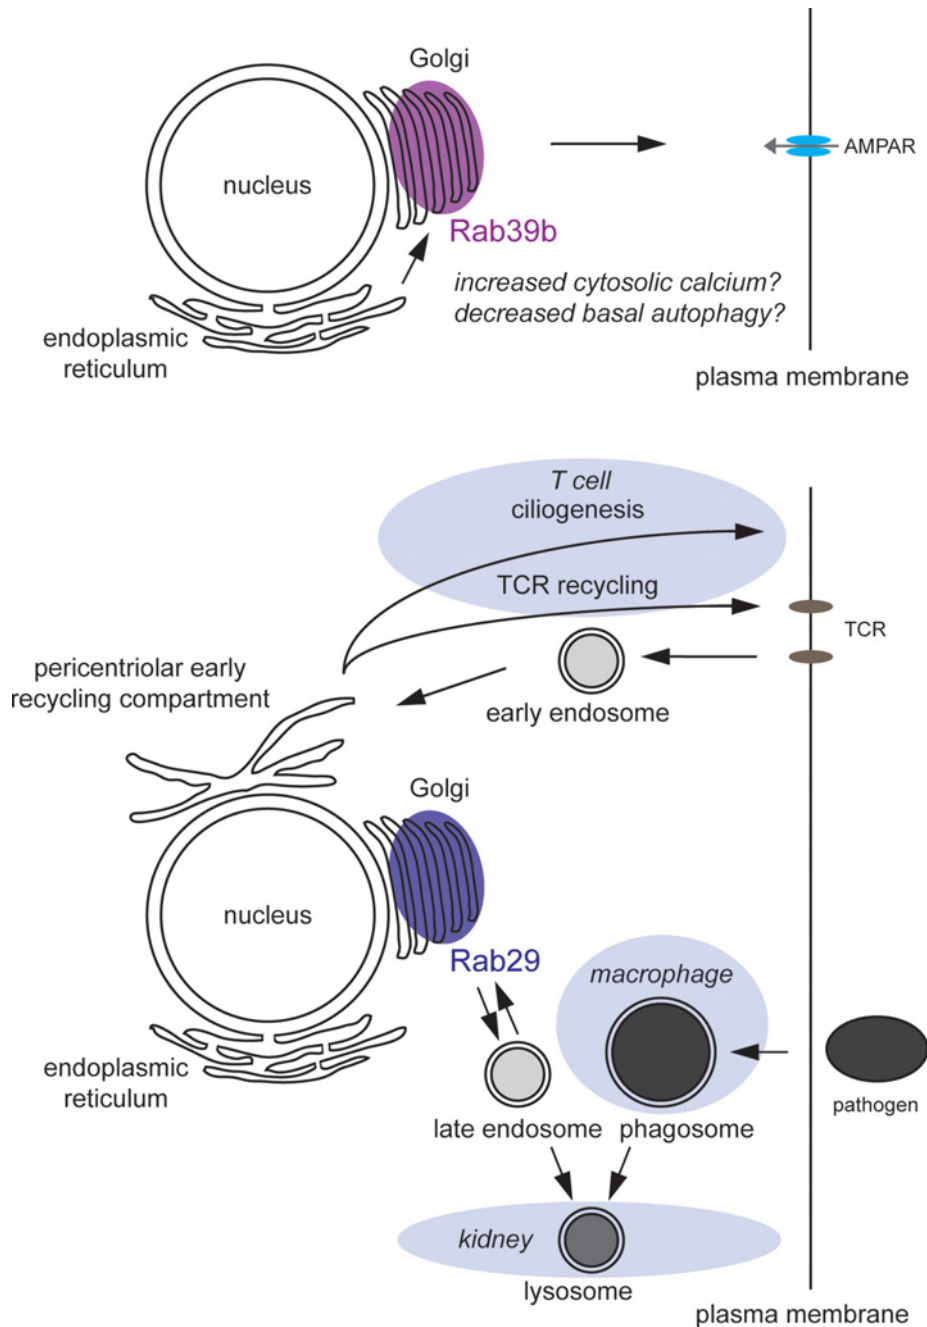 Golgi
nucleus
AMPAR
Rab39b
increased cytosolic calcium?
decreased basal autophagy?
endoplasmic
reticulum
plasma membrane
T cell
ciliogenesis
TCR recycling
TCR
pericentriolar early
recycling compartment
early endosome
Golgi
nucleus
Rab29
macrophage
endoplasmic
reticulum
pathogen
late endosome
phagosome
kidney
lysosome
plasma membrane